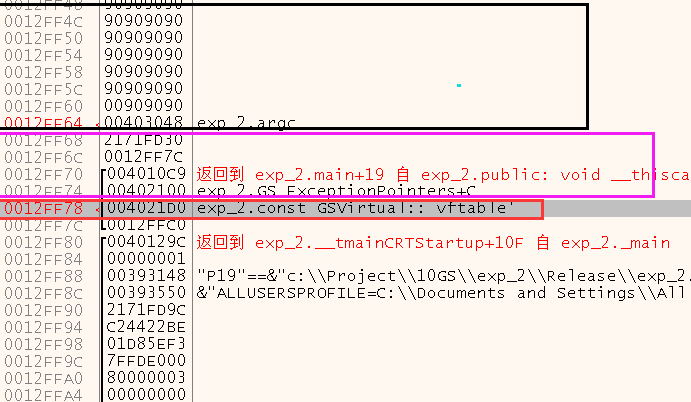 0012FF48 90909090
0012FF4C 90909090
0012FF50 90909090
0012FF54 90909090
0012FF58 90909090
0012FF5C 90909090
0012FF60 00909090
0012FF64 00403048 exp_2.argc
0012FF68 2171FD30
0012FF6C 0012FF7C
0012FF70 004010C9 返回到 exp_2.main+19 自 exp_2.public: void __thisca
0012FF74 00402100 exp_2.GS_ExceptionPointers+C
0012FF78 004021D0 exp_2.const GSVirtual:: vftable'
0012FF7C 0012FFC0
0012FF80 0040129C 返回到 exp_2.__tmainCRTStartup+10F 自 exp_2._main
0012FF84 00000001
0012FF88 00393148 "P19"==&"c:\\Project\\10GS\\exp_2\\Release\\exp_2.
0012FF8C 00393550 &"ALLUSERSPROFILE=C:\\Documents and Settings\\All
0012FF90 2171FD9C
0012FF94 C24422BE
0012FF98 01D85EF3
0012FF9C 7FFDE000
0012FFA0 80000003
0012FFA4 00000000